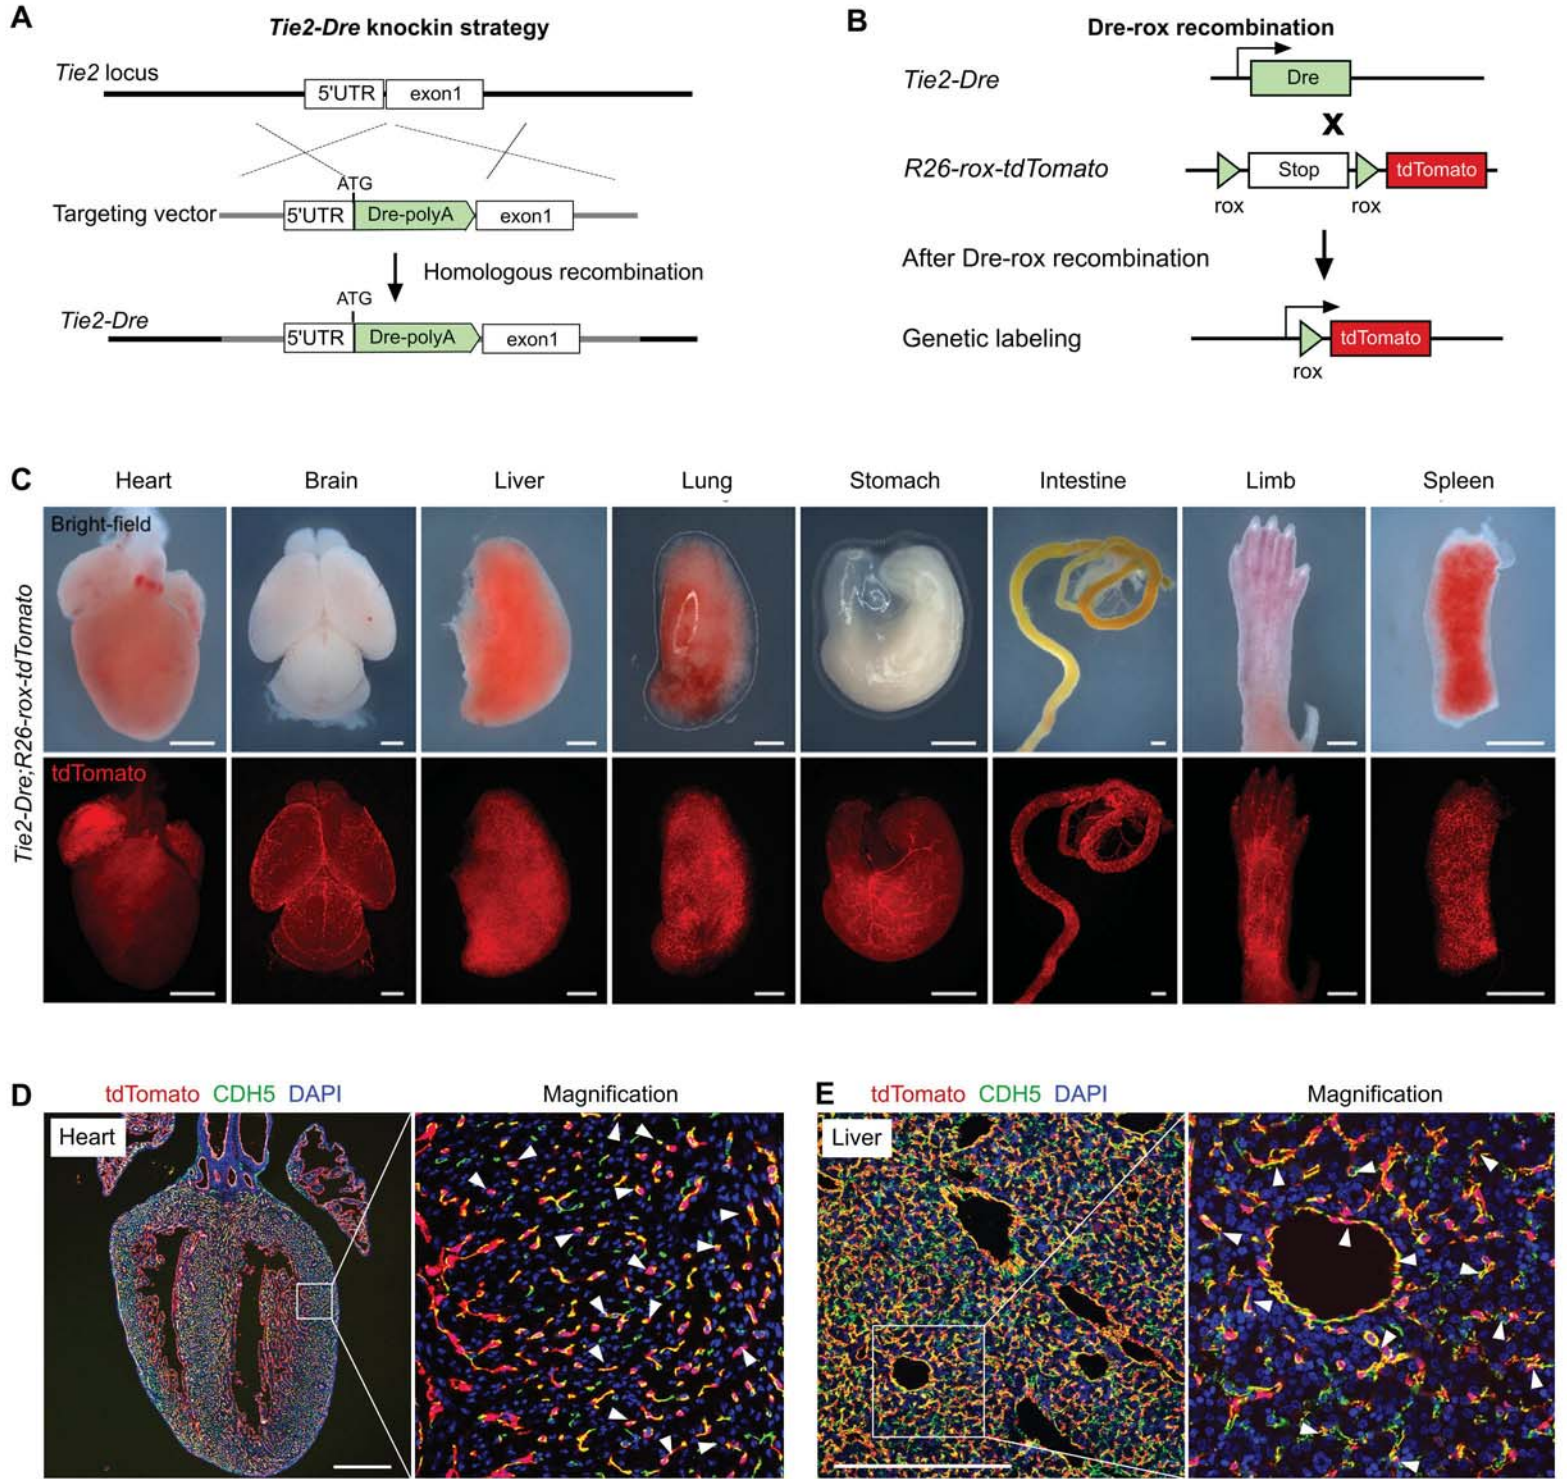 A
Tie2-Dre knockin strategy
Tie2 locus
5'UTR
exon1
ATG
Targeting vector
5'UTR
Dre-polyA
exon1
Homologous recombination
ATG
Tie2-Dre
5'UTR
Dre-polyA
exon1
B
Dre-rox recombination
Tie2-Dre
Dre
X
R26-rox-tdTomato
Stop
tdTomato
rox
rox
After Dre-rox recombination
Genetic labeling
tdTomato
rox
C
Heart
Brain
Liver
Lung
Stomach
Intestine
Limb
Spleen
Tie2-Dre;R26-rox-tdTomato
Bright-field
tdTomato
D
tdTomato CDH5 DAPI
Magnification
Heart
E
tdTomato CDH5 DAPI
Magnification
Liver